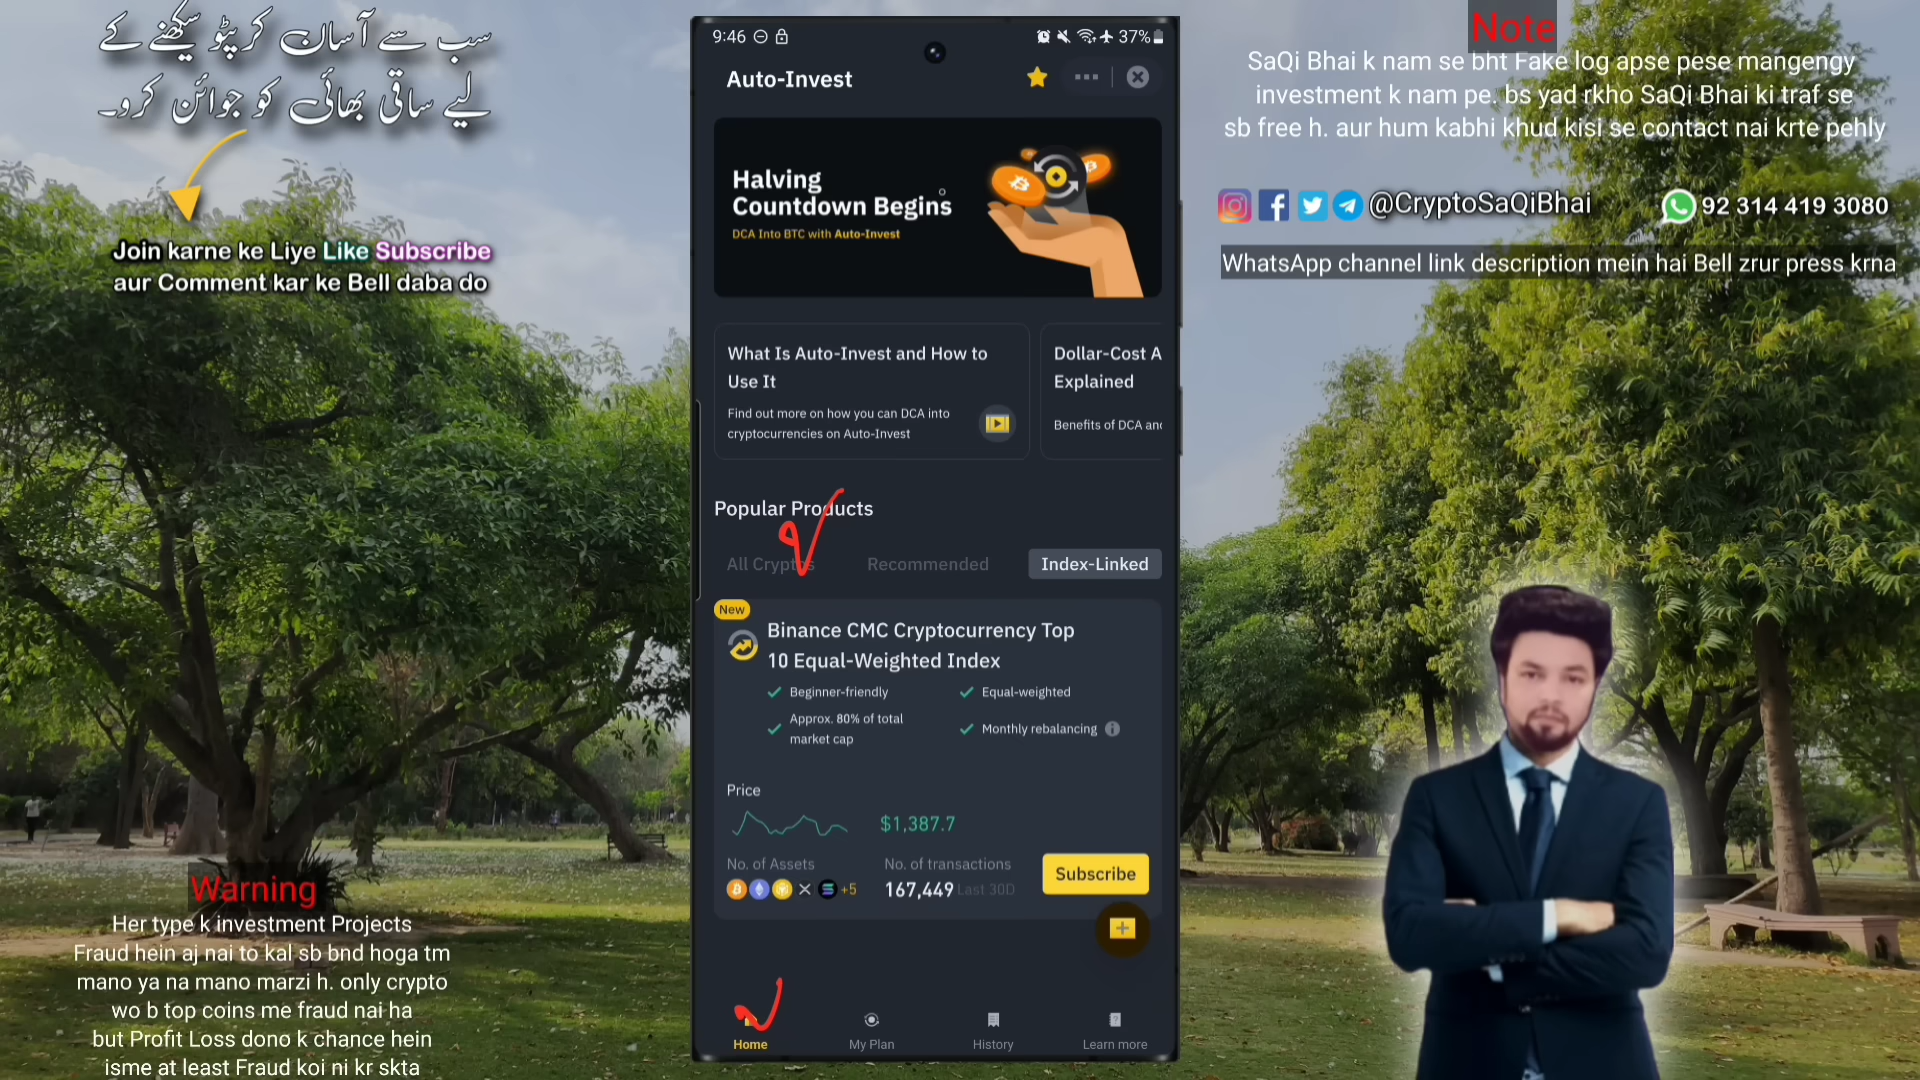 سب سے آسان کرپٹو سیکھنے کے
لیے ساقی بھائی کو جوائن کرو۔
Join karne ke Liye Like Subscribe
aur Comment kar ke Bell daba do
Warning
Her type k investment Projects
Fraud hein aj nai to kal sb bnd hoga tm
mano ya na mano marzi h. only crypto
wo b top coins me fraud nai ha
but Profit Loss dono k chance hein
isme at least Fraud koi ni kr skta
9:46 37%
Auto-Invest
Halving
Countdown Begins
DCA Into BTC with Auto-Invest
What Is Auto-Invest and How to
Use It
Find out more on how you can DCA into
cryptocurrencies on Auto-Invest
Dollar-Cost A
Explained
Benefits of DCA and
Popular Products
All Cryptos Recommended Index-Linked
New
Binance CMC Cryptocurrency Top
10 Equal-Weighted Index
Beginner-friendly Equal-weighted
Approx. 80% of total
market cap
Monthly rebalancing
Price
$1,387.7
No. of Assets No. of transactions
+5 167,449 Last 30D
Subscribe
Home My Plan History Learn more
Note
SaQi Bhai k nam se bht Fake log apse pese mangengy
investment k nam pe. bs yad rkho SaQi Bhai ki traf se
sb free h. aur hum kabhi khud kisi se contact nai krte pehly
@CryptoSaQiBhai 92 314 419 3080
WhatsApp channel link description mein hai Bell zrur press krna